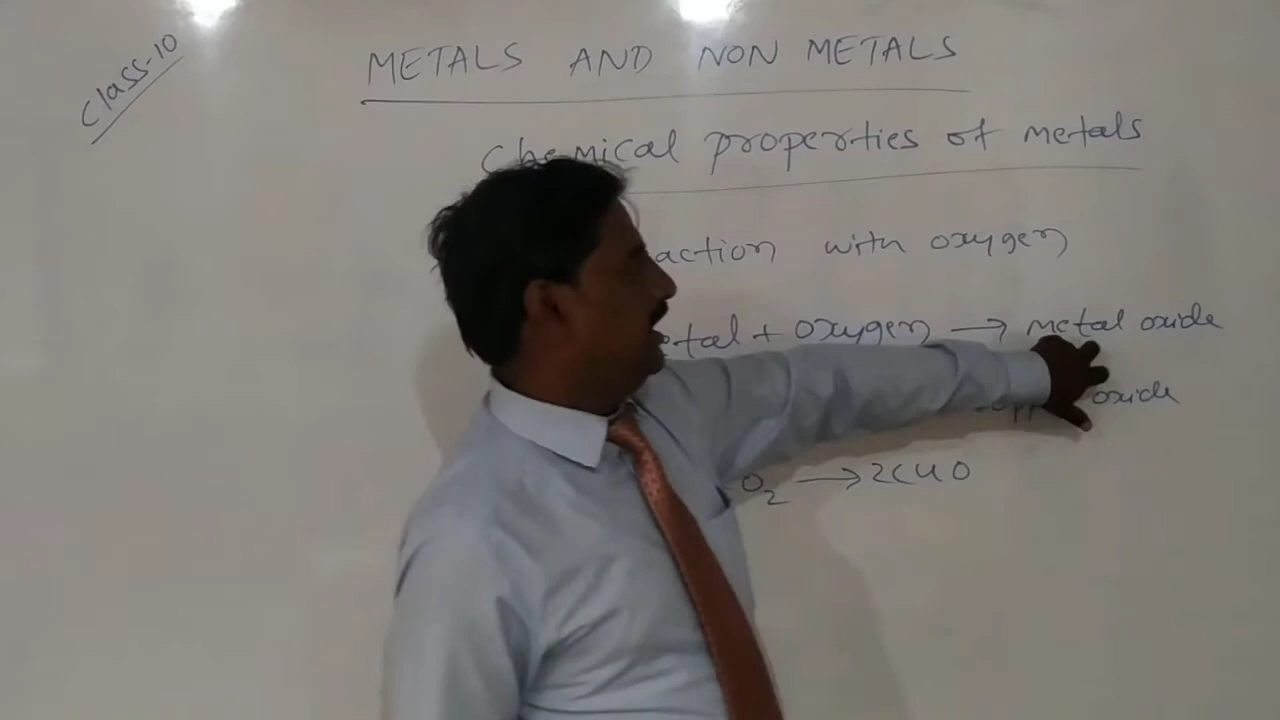 Class-10
METALS AND NON METALS
Chemical properties of metals
action with oxygen
tal + oxygen → metal oxide
oxide
O₂ → 2CuO